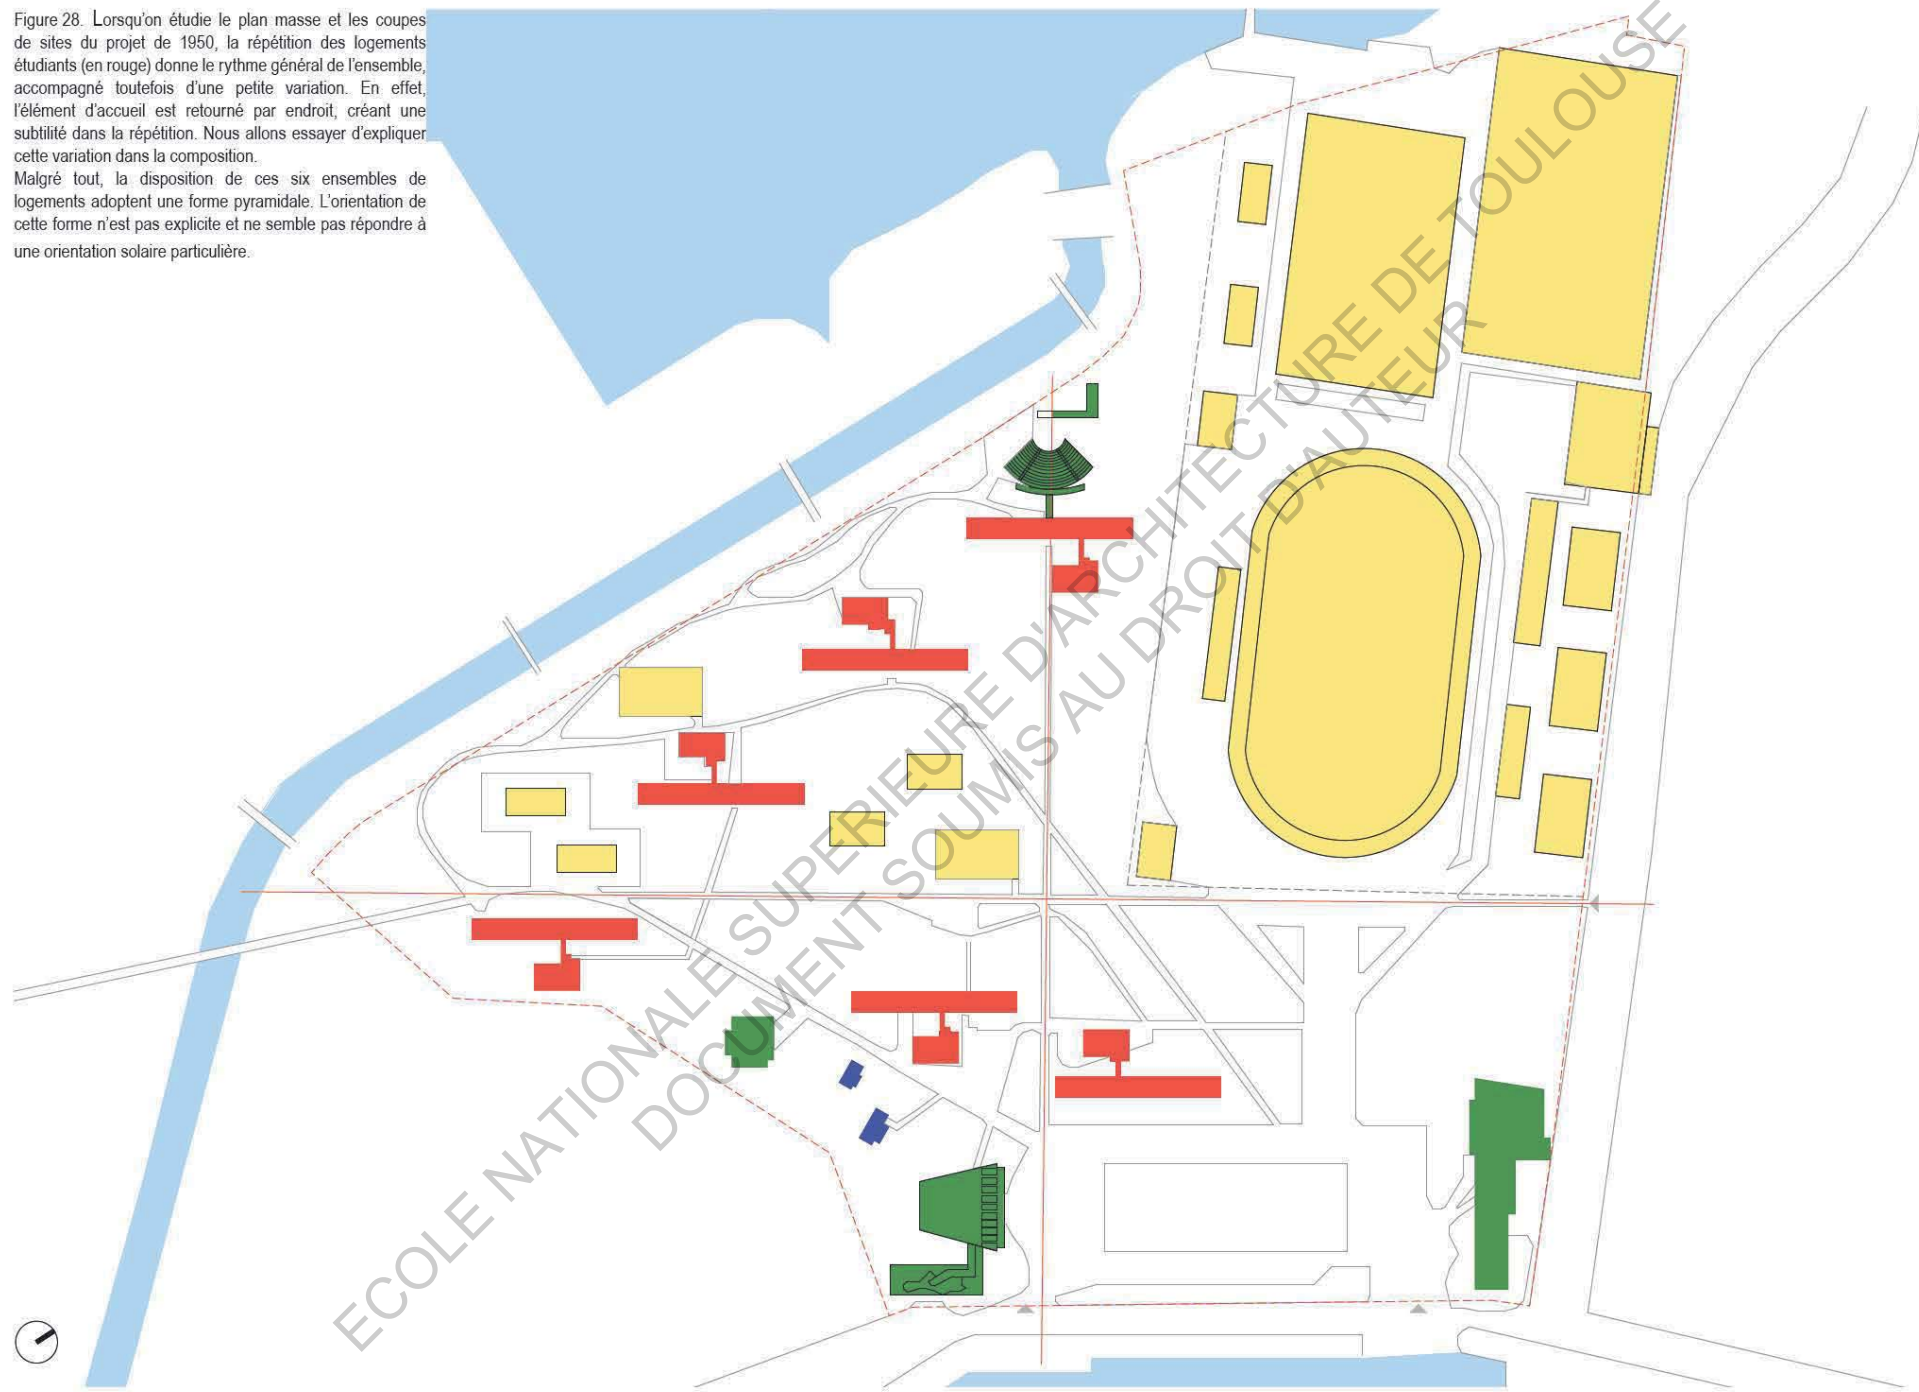 Figure 28. Lorsqu'on étudie le plan masse et les coupes
de sites du projet de 1950, la répétition des logements
étudiants (en rouge) donne le rythme général de l'ensemble,
accompagné toutefois d'une petite variation. En effet,
l'élément d'accueil est retourné par endroit, créant une
subtilité dans la répétition. Nous allons essayer d'expliquer
cette variation dans la composition.
Malgré tout, la disposition de ces six ensembles de
logements adoptent une forme pyramidale. L'orientation de
cette forme n'est pas explicite et ne semble pas répondre à
une orientation solaire particulière.
ECOLE NATIONALE SUPERIEURE D'ARCHITECTURE DE TOULOUSE
DOCUMENT SOUMIS AU DROIT D'AUTEUR